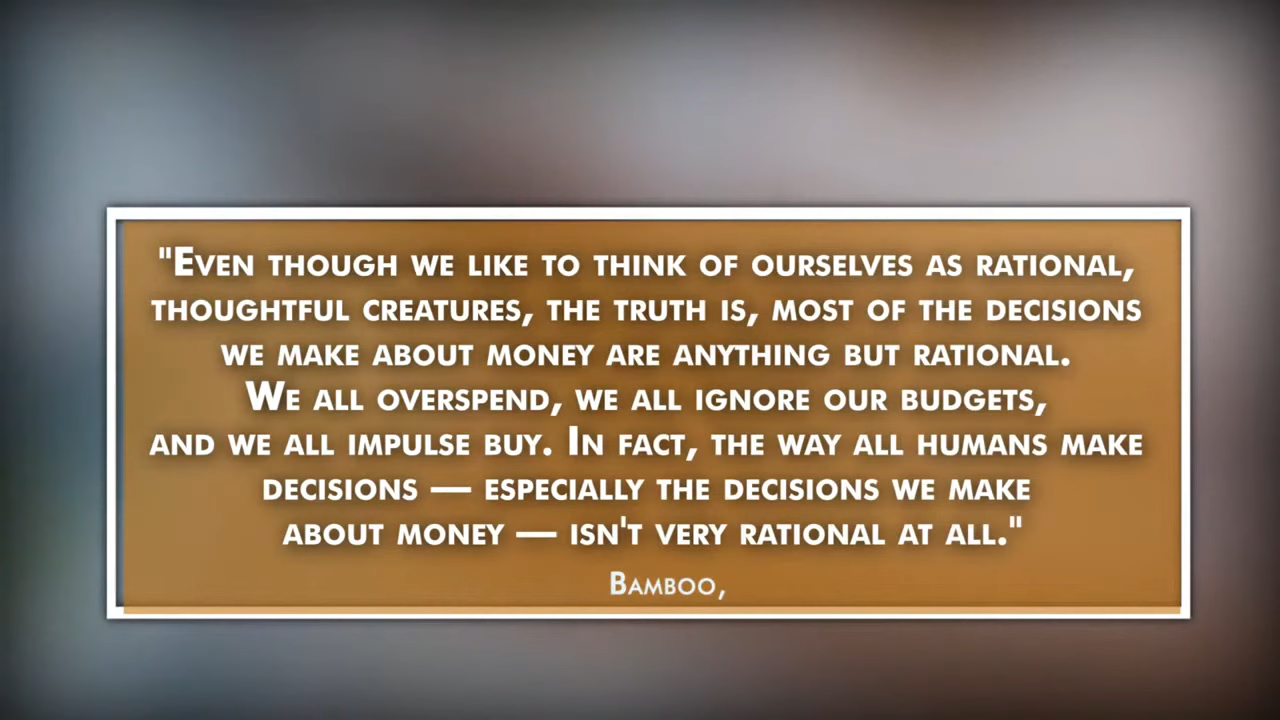 "Even though we like to think of ourselves as rational,
thoughtful creatures, the truth is, most of the decisions
we make about money are anything but rational.
We all overspend, we all ignore our budgets,
and we all impulse buy. In fact, the way all humans make
decisions — especially the decisions we make
about money — isn't very rational at all."
Bamboo,